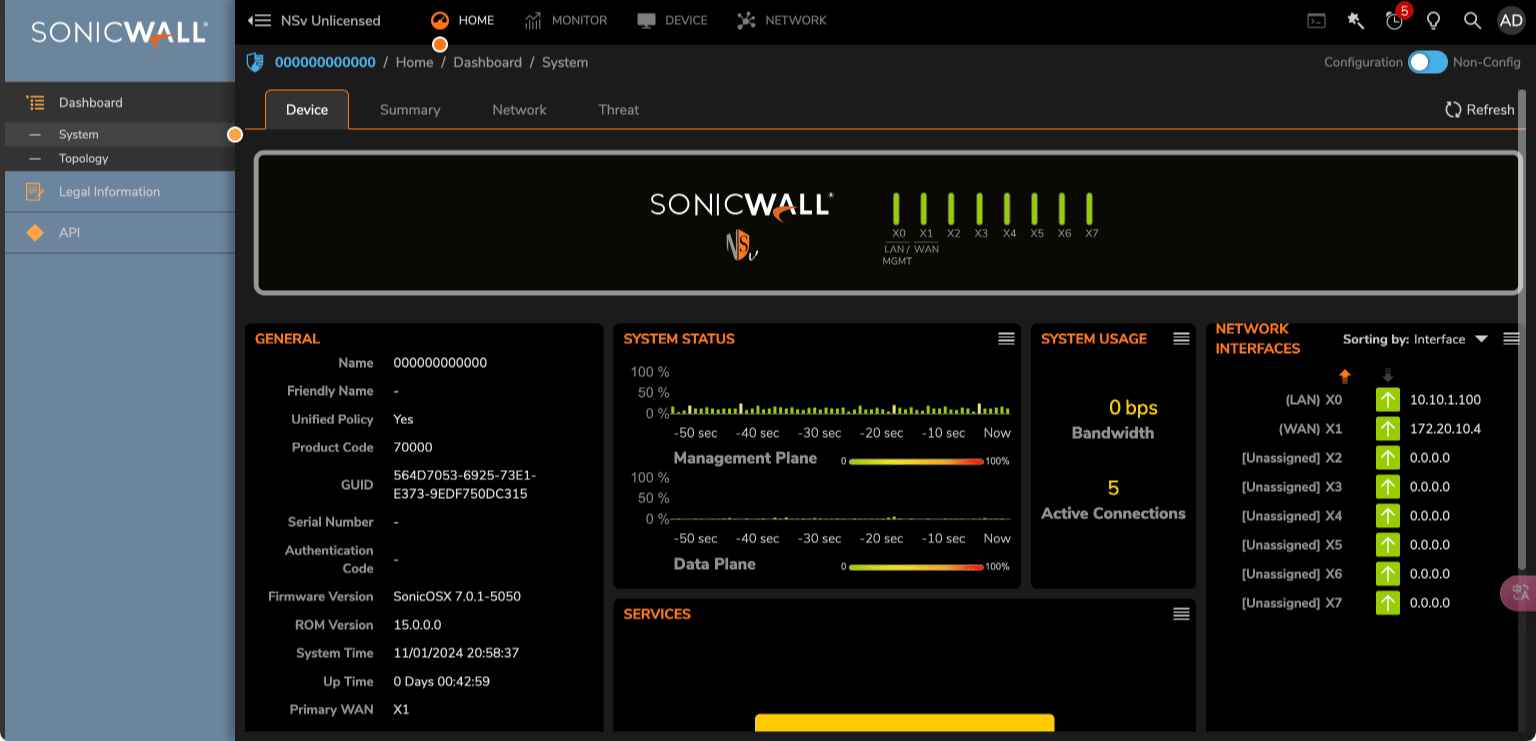 SONICWALL
NSv Unlicensed
HOME
MONITOR
DEVICE
NETWORK
5
AD
000000000000 / Home / Dashboard / System
Configuration
Non-Config
Dashboard
System
Topology
Legal Information
API
Device
Summary
Network
Threat
Refresh
SONICWALL
NSv
X0 X1 X2 X3 X4 X5 X6 X7
LAN / WAN
MGMT
GENERAL
Name 000000000000
Friendly Name -
Unified Policy Yes
Product Code 70000
GUID 564D7053-6925-73E1-
E373-9EDF750DC315
Serial Number -
Authentication
Code -
Firmware Version SonicOSX 7.0.1-5050
ROM Version 15.0.0.0
System Time 11/01/2024 20:58:37
Up Time 0 Days 00:42:59
Primary WAN X1
SYSTEM STATUS
100 %
50 %
0 %
-50 sec -40 sec -30 sec -20 sec -10 sec Now
Management Plane 0 100%
100 %
50 %
0 %
-50 sec -40 sec -30 sec -20 sec -10 sec Now
Data Plane 0 100%
SERVICES
SYSTEM USAGE
0 bps
Bandwidth
5
Active Connections
NETWORK
INTERFACES
Sorting by: Interface
(LAN) X0 10.10.1.100
(WAN) X1 172.20.10.4
[Unassigned] X2 0.0.0.0
[Unassigned] X3 0.0.0.0
[Unassigned] X4 0.0.0.0
[Unassigned] X5 0.0.0.0
[Unassigned] X6 0.0.0.0
[Unassigned] X7 0.0.0.0